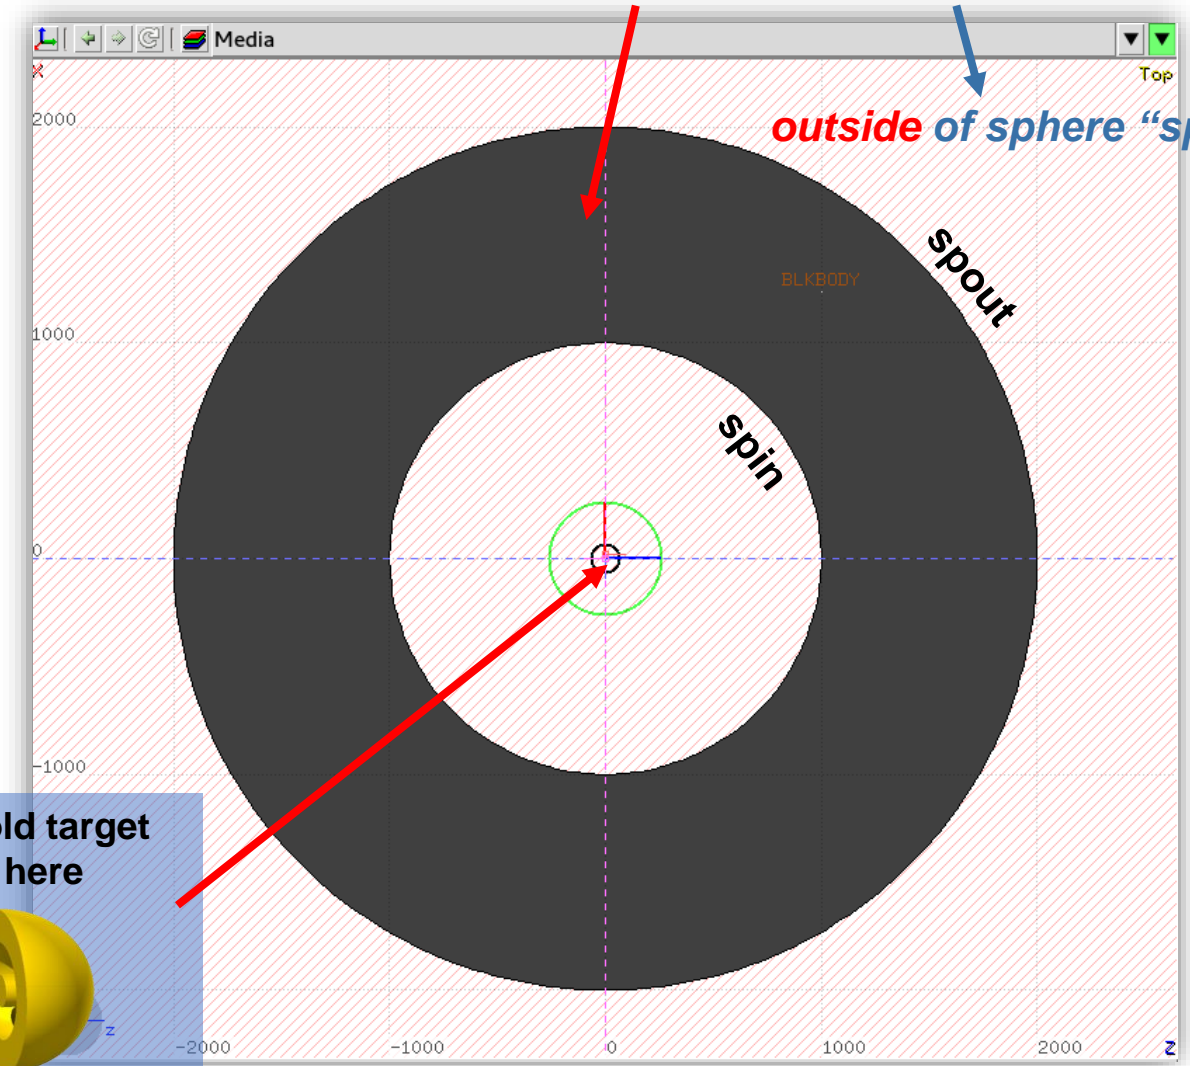 Media
X
Top
2000
outside of sphere “sp
spout
BLKBODY
1000
spin
0
-1000
target
here
z
-2000 -1000 0 1000 2000 Z